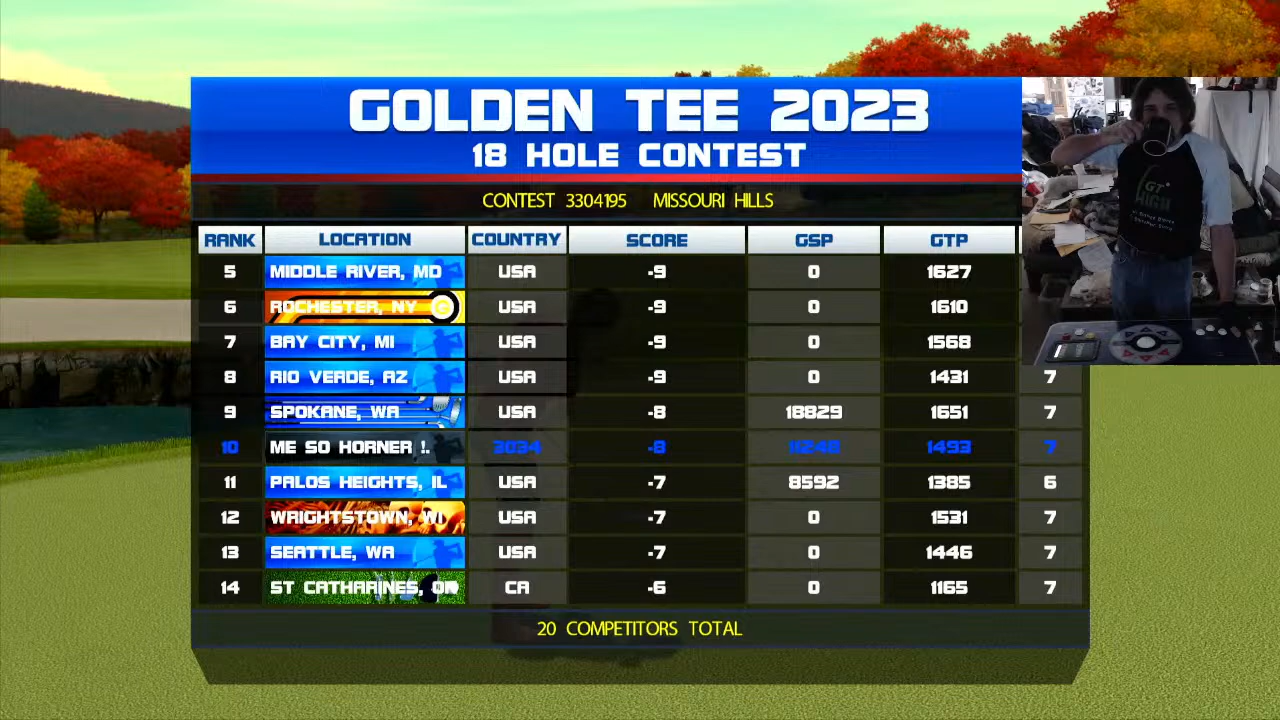 GOLDEN TEE 2023
18 HOLE CONTEST
CONTEST 3304195 MISSOURI HILLS
RANK LOCATION COUNTRY SCORE GSP GTP
5 MIDDLE RIVER, MD USA -9 0 1627
6 ROCHESTER, NY G USA -9 0 1610
7 BAY CITY, MI USA -9 0 1568
8 RIO VERDE, AZ USA -9 0 1431 7
9 SPOKANE, WA USA -8 18829 1651 7
10 ME SO HORNER !. 3034 -8 11248 1493 7
11 PALOS HEIGHTS, IL USA -7 8592 1385 6
12 WRIGHTSTOWN, WI USA -7 0 1531 7
13 SEATTLE, WA USA -7 0 1446 7
14 ST CATHARINES, ON CA -6 0 1165 7
20 COMPETITORS TOTAL
GT
HIGH